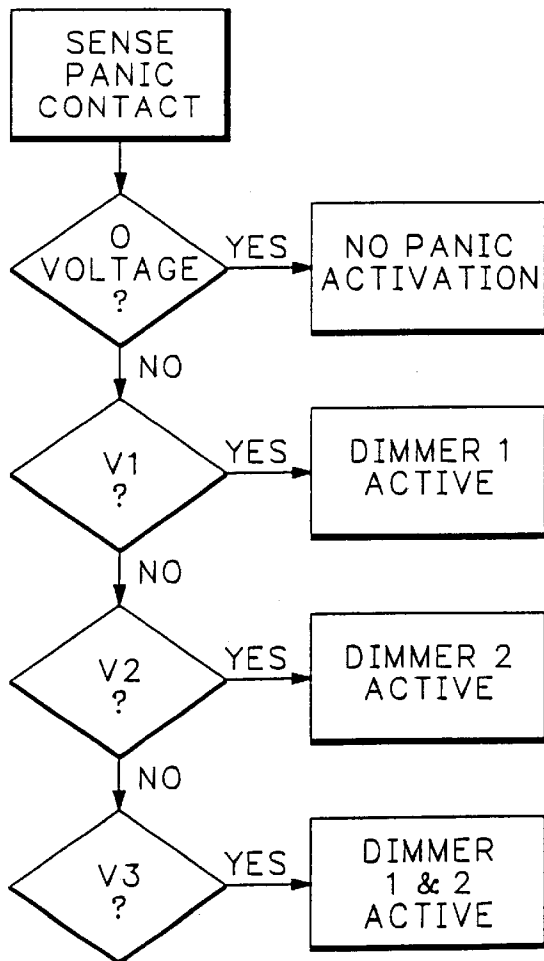 SENSE
PANIC
CONTACT
O
VOLTAGE
?
YES
NO PANIC
ACTIVATION
NO
V1
?
YES
DIMMER 1
ACTIVE
NO
V2
?
YES
DIMMER 2
ACTIVE
NO
V3
?
YES
DIMMER
1 & 2
ACTIVE